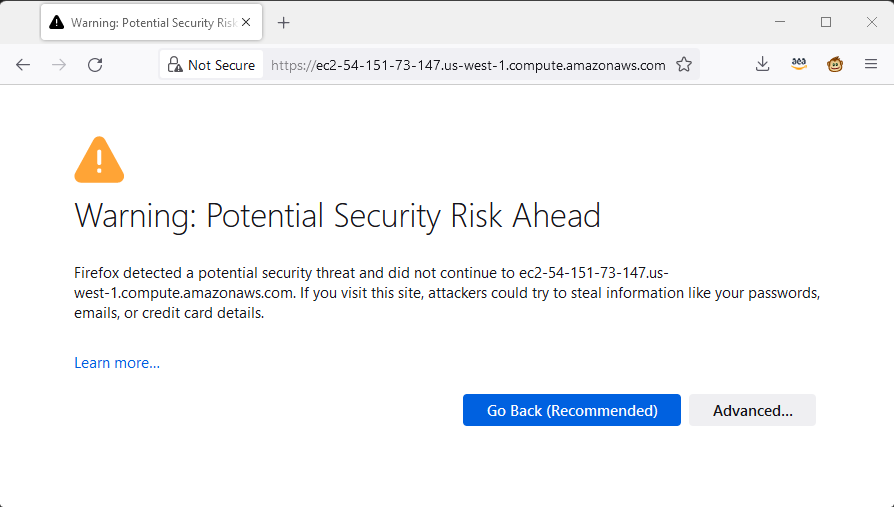 Warning: Potential Security Risk
Not Secure
https://ec2-54-151-73-147.us-west-1.compute.amazonaws.com
Warning: Potential Security Risk Ahead
Firefox detected a potential security threat and did not continue to ec2-54-151-73-147.us-
west-1.compute.amazonaws.com. If you visit this site, attackers could try to steal information like your passwords,
emails, or credit card details.
Learn more...
Go Back (Recommended)
Advanced...